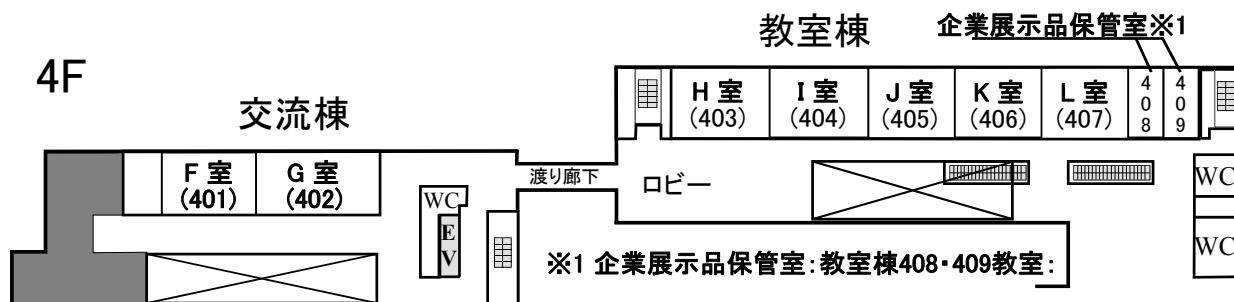 4F
教室棟
企業展示品保管室※1
交流棟
H 室
(403)
I 室
(404)
J 室
(405)
K 室
(406)
L 室
(407)
408
409
F 室
(401)
G 室
(402)
渡り廊下
ロビー
WC
EV
WC
WC
※1 企業展示品保管室:教室棟408・409教室: